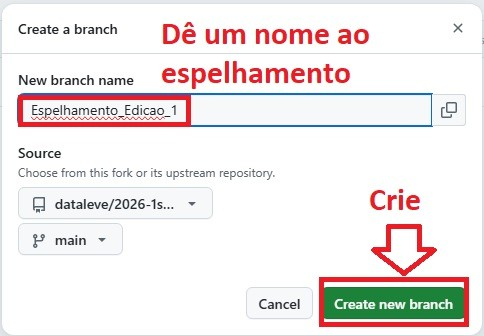 Create a branch
Dê um nome ao
espelhamento
New branch name
Espelhamento_Edicao_1
Source
Choose from this fork or its upstream repository.
dataleve/2026-1s...
main
Crie
Cancel
Create new branch